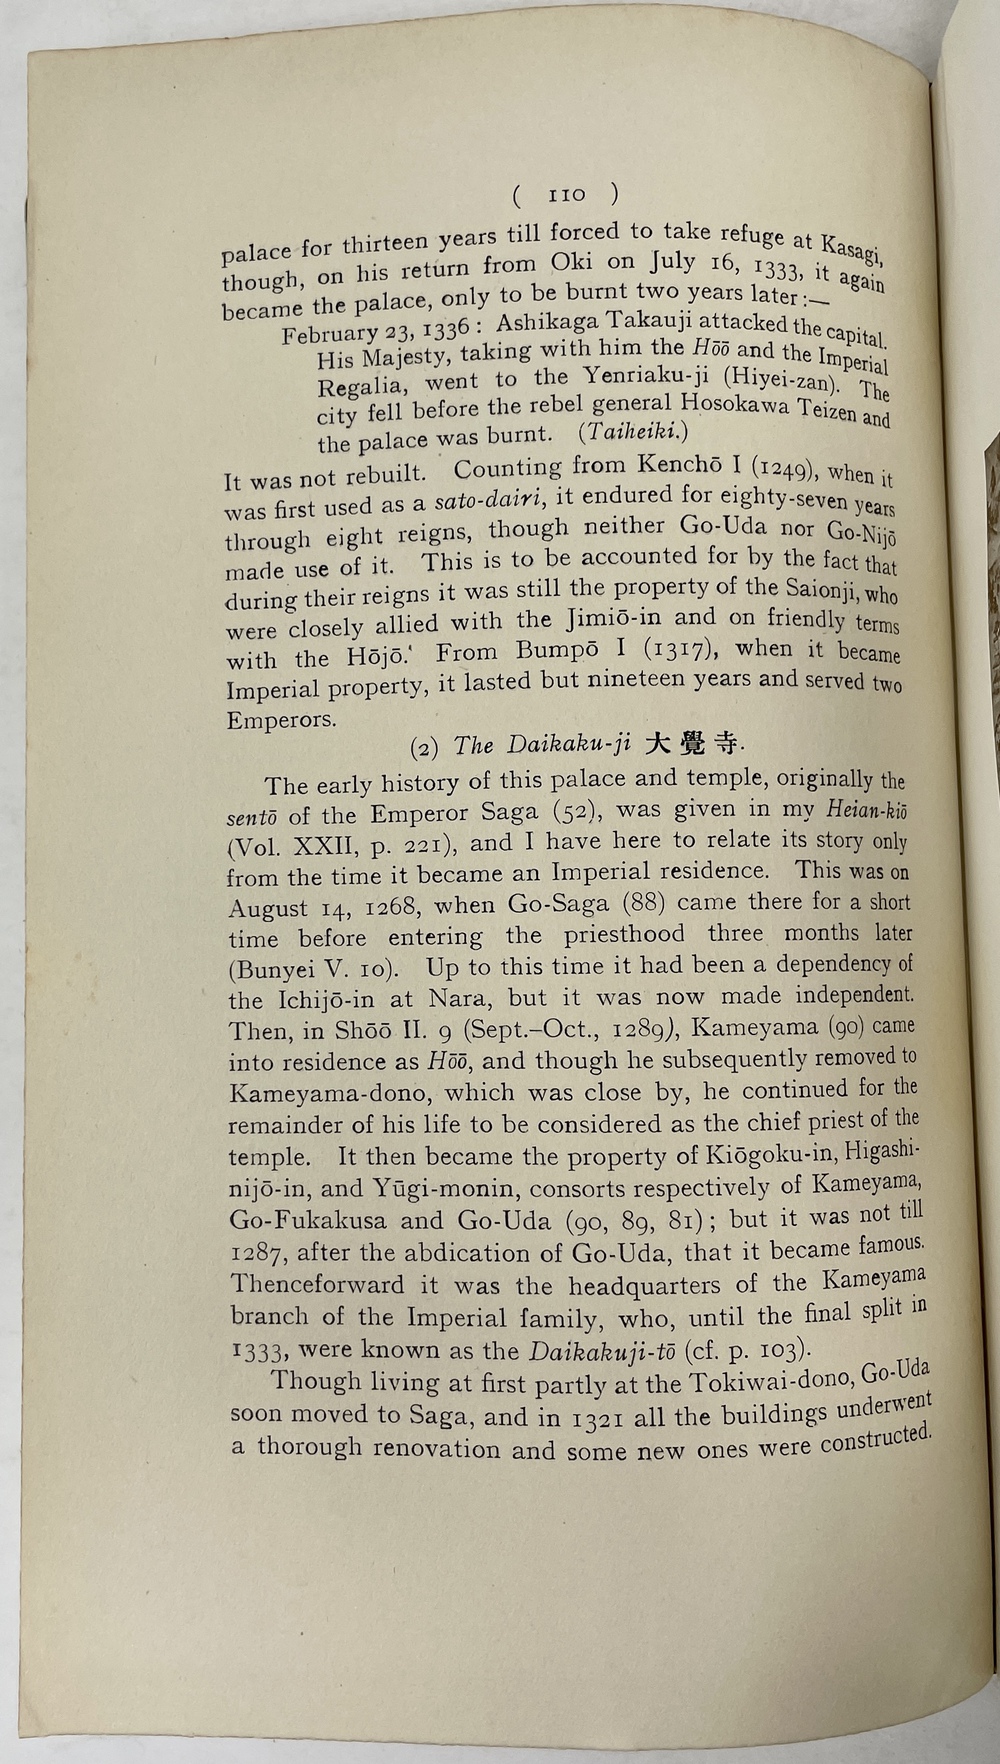 ( 110 )
palace for thirteen years till forced to take refuge at Kasagi,
though, on his return from Oki on July 16, 1333, it again
became the palace, only to be burnt two years later:—
February 23, 1336: Ashikaga Takauji attacked the capital.
His Majesty, taking with him the Hōō and the Imperial
Regalia, went to the Yenriaku-ji (Hiyei-zan). The
city fell before the rebel general Hosokawa Teizen and
the palace was burnt. (Taiheiki.)
It was not rebuilt. Counting from Kenchō I (1249), when it
was first used as a sato-dairi, it endured for eighty-seven years
through eight reigns, though neither Go-Uda nor Go-Nijō
made use of it. This is to be accounted for by the fact that
during their reigns it was still the property of the Saionji, who
were closely allied with the Jimiō-in and on friendly terms
with the Hōjō.‘ From Bumpō I (1317), when it became
Imperial property, it lasted but nineteen years and served two
Emperors.
(2) The Daikaku-ji 大覺寺.
The early history of this palace and temple, originally the
sentō of the Emperor Saga (52), was given in my Heian-kiō
(Vol. XXII, p. 221), and I have here to relate its story only
from the time it became an Imperial residence. This was on
August 14, 1268, when Go-Saga (88) came there for a short
time before entering the priesthood three months later
(Bunyei V. 10). Up to this time it had been a dependency of
the Ichijō-in at Nara, but it was now made independent.
Then, in Shōō II. 9 (Sept.–Oct., 1289), Kameyama (90) came
into residence as Hōō, and though he subsequently removed to
Kameyama-dono, which was close by, he continued for the
remainder of his life to be considered as the chief priest of the
temple. It then became the property of Kiōgoku-in, Higashi-
nijō-in, and Yūgi-monin, consorts respectively of Kameyama,
Go-Fukakusa and Go-Uda (90, 89, 81); but it was not till
1287, after the abdication of Go-Uda, that it became famous.
Thenceforward it was the headquarters of the Kameyama
branch of the Imperial family, who, until the final split in
1333, were known as the Daikakuji-tō (cf. p. 103).
Though living at first partly at the Tokiwai-dono, Go-Uda
soon moved to Saga, and in 1321 all the buildings underwent
a thorough renovation and some new ones were constructed.